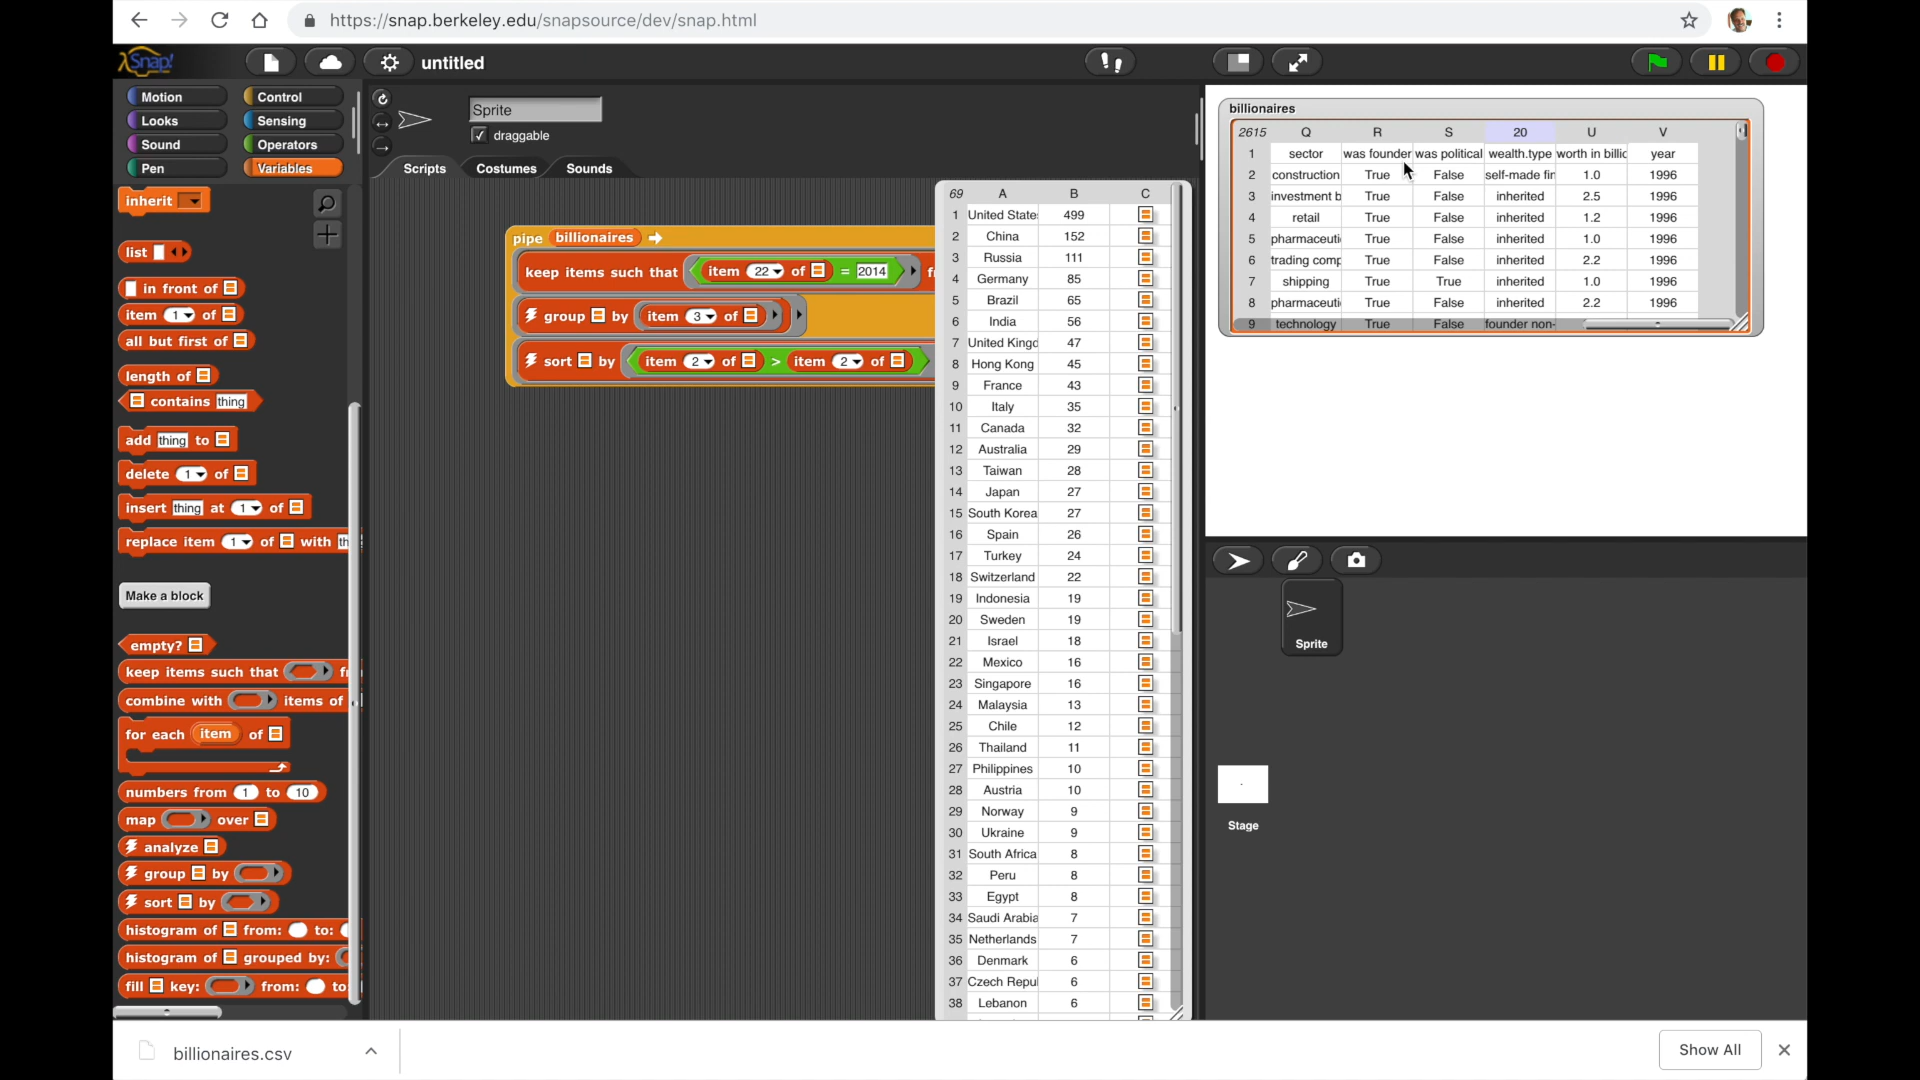 https://snap.berkeley.edu/snapsource/dev/snap.html
Snap!
untitled
Motion
Control
Looks
Sensing
Sound
Operators
Pen
Variables
Sprite
draggable
Scripts
Costumes
Sounds
inherit
list
in front of
item 1 of
all but first of
length of
contains thing
add thing to
delete 1 of
insert thing at 1 of
replace item 1 of with th
Make a block
empty?
keep items such that fr
combine with items of
for each item of
numbers from 1 to 10
map over
analyze
group by
sort by
histogram of from: to:
histogram of grouped by:
fill key: from: to:
pipe billionaires
keep items such that item 22 of = 2014 fr
group by item 3 of
sort by item 2 of > item 2 of
69 A B C
1 United State 499
2 China 152
3 Russia 111
4 Germany 85
5 Brazil 65
6 India 56
7 United Kingd 47
8 Hong Kong 45
9 France 43
10 Italy 35
11 Canada 32
12 Australia 29
13 Taiwan 28
14 Japan 27
15 South Korea 27
16 Spain 26
17 Turkey 24
18 Switzerland 22
19 Indonesia 19
20 Sweden 19
21 Israel 18
22 Mexico 16
23 Singapore 16
24 Malaysia 13
25 Chile 12
26 Thailand 11
27 Philippines 10
28 Austria 10
29 Norway 9
30 Ukraine 9
31 South Africa 8
32 Peru 8
33 Egypt 8
34 Saudi Arabia 7
35 Netherlands 7
36 Denmark 6
37 Czech Repul 6
38 Lebanon 6
billionaires
2615 Q R S 20 U V
1 sector was founder was political wealth.type worth in billio year
2 construction True False self-made fin 1.0 1996
3 investment b True False inherited 2.5 1996
4 retail True False inherited 1.2 1996
5 pharmaceuti True False inherited 1.0 1996
6 trading comp True False inherited 2.2 1996
7 shipping True True inherited 1.0 1996
8 pharmaceuti True False inherited 2.2 1996
9 technology True False founder non-
Sprite
Stage
billionaires.csv
Show All